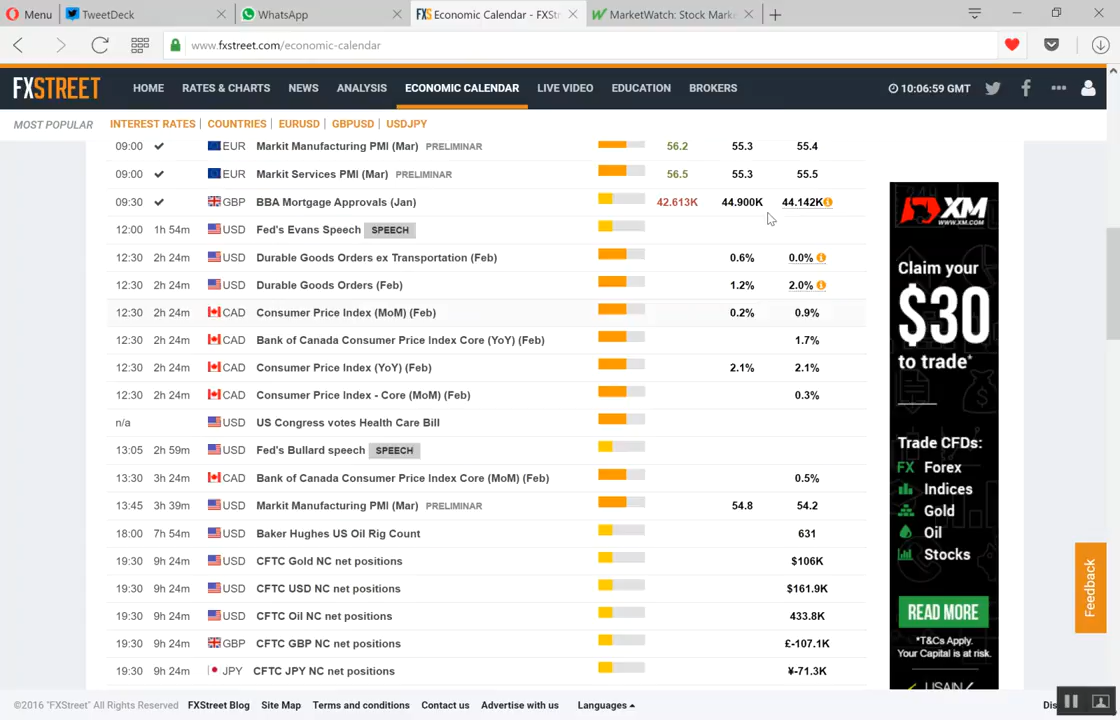 Menu TweetDeck WhatsApp Economic Calendar - FXSt MarketWatch: Stock Mark
www.fxstreet.com/economic-calendar
FXSTREET HOME RATES & CHARTS NEWS ANALYSIS ECONOMIC CALENDAR LIVE VIDEO EDUCATION BROKERS 10:06:59 GMT
MOST POPULAR INTEREST RATES COUNTRIES EURUSD GBPUSD USDJPY
09:00 EUR Markit Manufacturing PMI (Mar) PRELIMINAR 56.2 55.3 55.4
09:00 EUR Markit Services PMI (Mar) PRELIMINAR 56.5 55.3 55.5
09:30 GBP BBA Mortgage Approvals (Jan) 42.613K 44.900K 44.142K
12:00 1h 54m USD Fed's Evans Speech SPEECH
12:30 2h 24m USD Durable Goods Orders ex Transportation (Feb) 0.6% 0.0%
12:30 2h 24m USD Durable Goods Orders (Feb) 1.2% 2.0%
12:30 2h 24m CAD Consumer Price Index (MoM) (Feb) 0.2% 0.9%
12:30 2h 24m CAD Bank of Canada Consumer Price Index Core (YoY) (Feb) 1.7%
12:30 2h 24m CAD Consumer Price Index (YoY) (Feb) 2.1% 2.1%
12:30 2h 24m CAD Consumer Price Index - Core (MoM) (Feb) 0.3%
n/a USD US Congress votes Health Care Bill
13:05 2h 59m USD Fed's Bullard speech SPEECH
13:30 3h 24m CAD Bank of Canada Consumer Price Index Core (MoM) (Feb) 0.5%
13:45 3h 39m USD Markit Manufacturing PMI (Mar) PRELIMINAR 54.8 54.2
18:00 7h 54m USD Baker Hughes US Oil Rig Count 631
19:30 9h 24m USD CFTC Gold NC net positions $106K
19:30 9h 24m USD CFTC USD NC net positions $161.9K
19:30 9h 24m USD CFTC Oil NC net positions 433.8K
19:30 9h 24m GBP CFTC GBP NC net positions £-107.1K
19:30 9h 24m JPY CFTC JPY NC net positions ¥-71.3K
XM
WWW.XM.COM
Claim your
$30
to trade*
Trade CFDs:
FX Forex
Indices
Gold
Oil
Stocks
READ MORE
*T&Cs Apply.
Your Capital is at risk.
USAIN
Feedback
©2016 "FXStreet" All Rights Reserved FXStreet Blog Site Map Terms and conditions Contact us Advertise with us Languages Dis